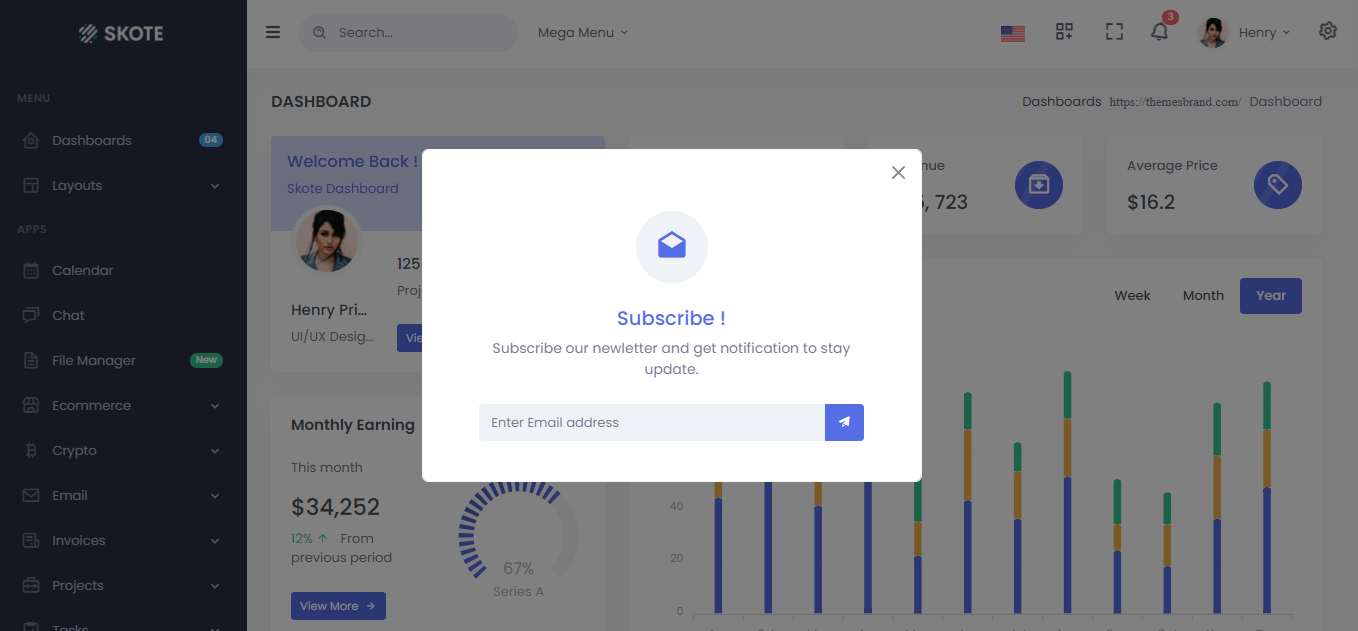 SKOTE
Search...
Mega Menu
3
Henry
MENU
Dashboards
04
Layouts
APPS
Calendar
Chat
File Manager
New
Ecommerce
Crypto
Email
Invoices
Projects
Tasks
DASHBOARD
Dashboards https://themesbrand.com/ Dashboard
Welcome Back !
Skote Dashboard
125
Henry Pri...
UI/UX Desig...
, 723
Average Price
$16.2
Subscribe !
Subscribe our newletter and get notification to stay
update.
Enter Email address
Week
Month
Year
Monthly Earning
This month
$34,252
12% From
previous period
View More
67%
Series A
40
20
0